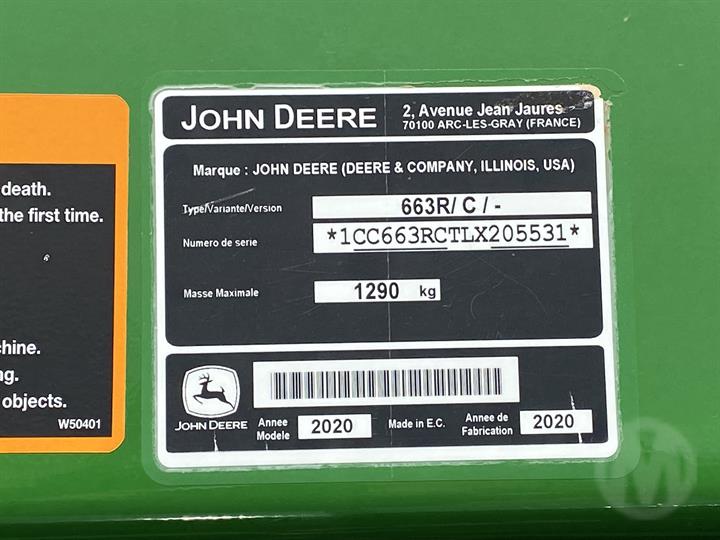 death.
the first time.
chine.
ng.
objects.
W50401
JOHN DEERE
2, Avenue Jean Jaures
70100 ARC-LES-GRAY (FRANCE)
Marque : JOHN DEERE (DEERE & COMPANY, ILLINOIS, USA)
Type/Variante/Version 663R/ C / -
Numero de serie *1CC663RCTLX205531*
Masse Maximale 1290 kg
JOHN DEERE
Annee Modele 2020 Made in E.C. Annee de Fabrication 2020
M